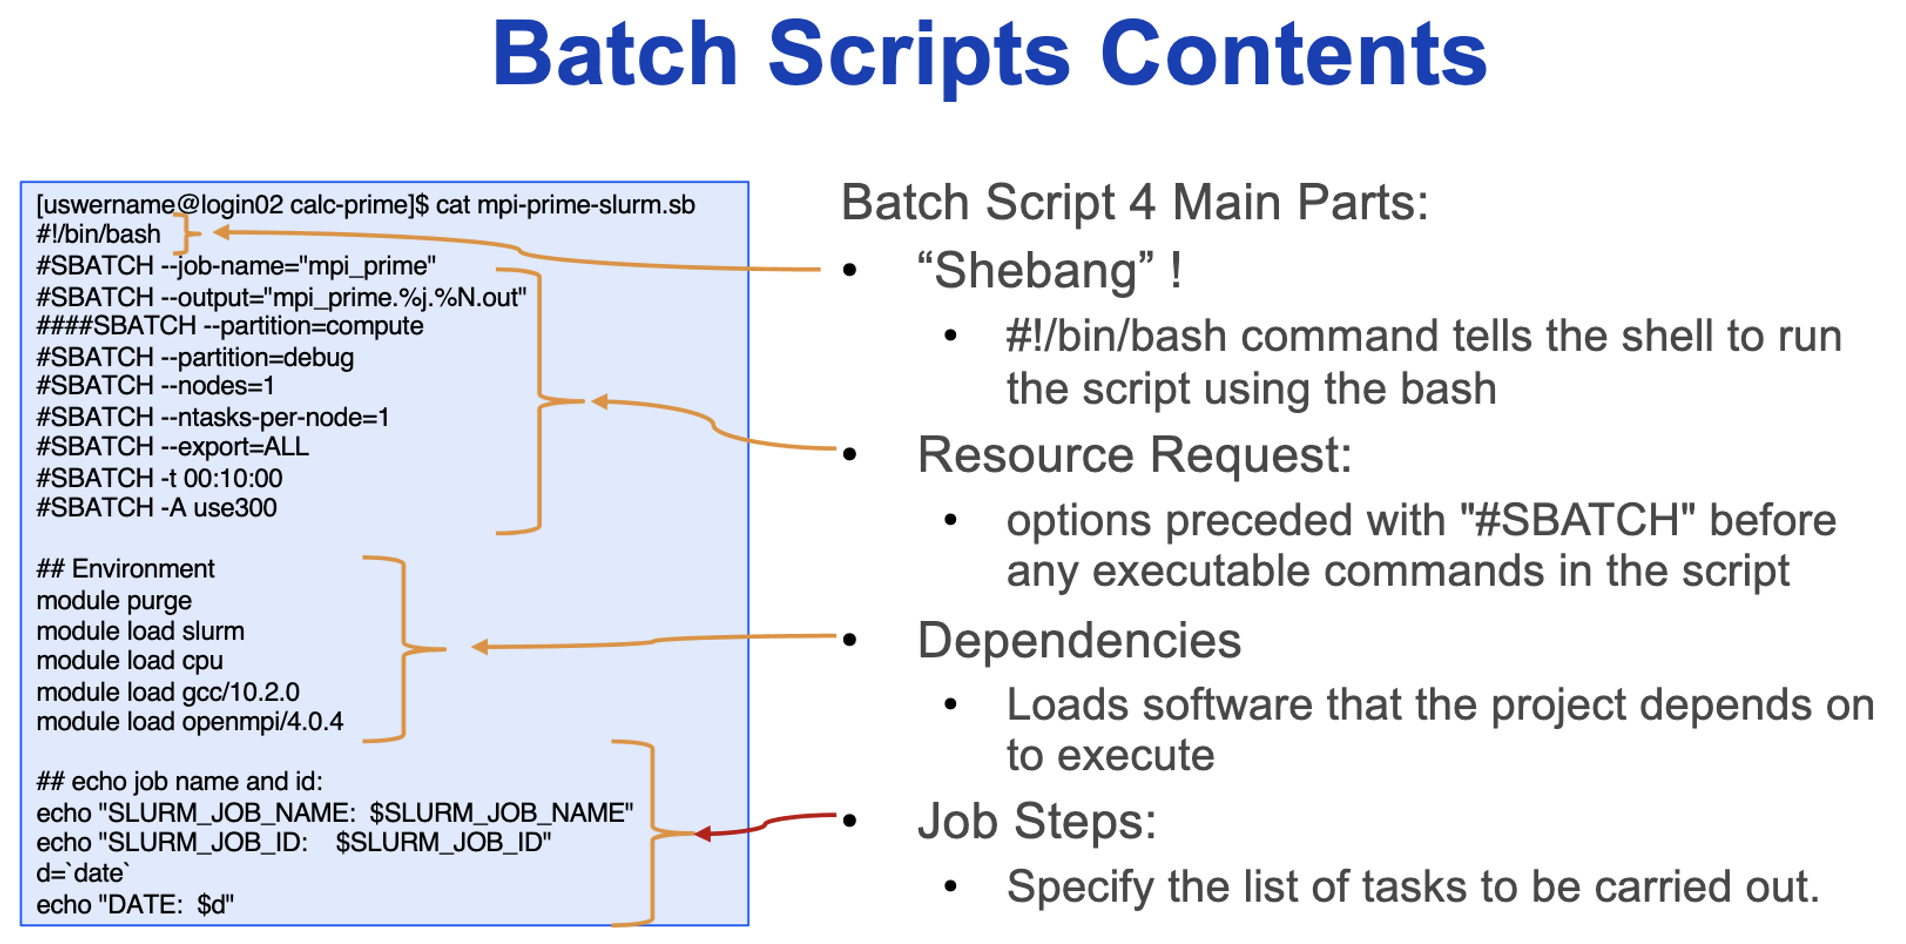 Batch Scripts Contents
[uswername@login02 calc-prime]$ cat mpi-prime-slurm.sb
#!/bin/bash
#SBATCH --job-name="mpi_prime"
#SBATCH --output="mpi_prime.%j.%N.out"
####SBATCH --partition=compute
#SBATCH --partition=debug
#SBATCH --nodes=1
#SBATCH --ntasks-per-node=1
#SBATCH --export=ALL
#SBATCH -t 00:10:00
#SBATCH -A use300
## Environment
module purge
module load slurm
module load cpu
module load gcc/10.2.0
module load openmpi/4.0.4
## echo job name and id:
echo "SLURM_JOB_NAME:  $SLURM_JOB_NAME"
echo "SLURM_JOB_ID:    $SLURM_JOB_ID"
d=`date`
echo "DATE:  $d"
Batch Script 4 Main Parts:
• “Shebang” !
• #!/bin/bash command tells the shell to run
the script using the bash
• Resource Request:
• options preceded with "#SBATCH" before
any executable commands in the script
• Dependencies
• Loads software that the project depends on
to execute
• Job Steps:
• Specify the list of tasks to be carried out.